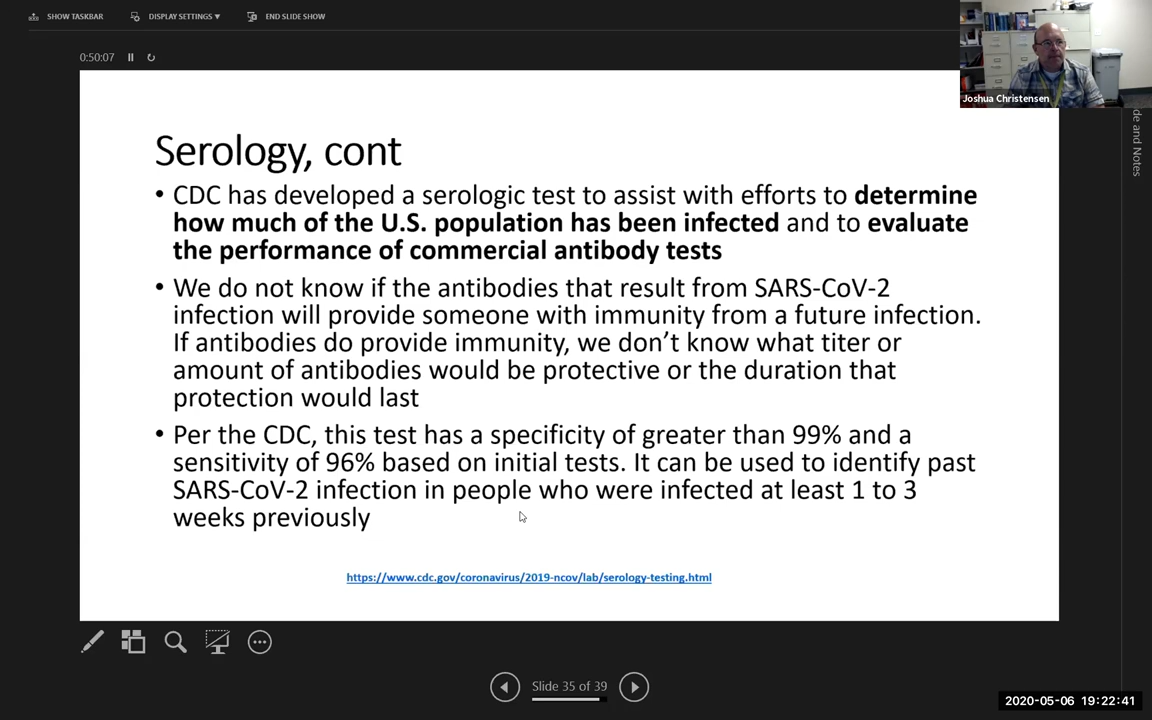 SHOW TASKBAR
DISPLAY SETTINGS ▾
END SLIDE SHOW
0:50:07
Joshua Christensen
de and Notes
Serology, cont
• CDC has developed a serologic test to assist with efforts to determine
how much of the U.S. population has been infected and to evaluate
the performance of commercial antibody tests
• We do not know if the antibodies that result from SARS-CoV-2
infection will provide someone with immunity from a future infection.
If antibodies do provide immunity, we don't know what titer or
amount of antibodies would be protective or the duration that
protection would last
• Per the CDC, this test has a specificity of greater than 99% and a
sensitivity of 96% based on initial tests. It can be used to identify past
SARS-CoV-2 infection in people who were infected at least 1 to 3
weeks previously
https://www.cdc.gov/coronavirus/2019-ncov/lab/serology-testing.html
Slide 35 of 39
2020-05-06 19:22:41